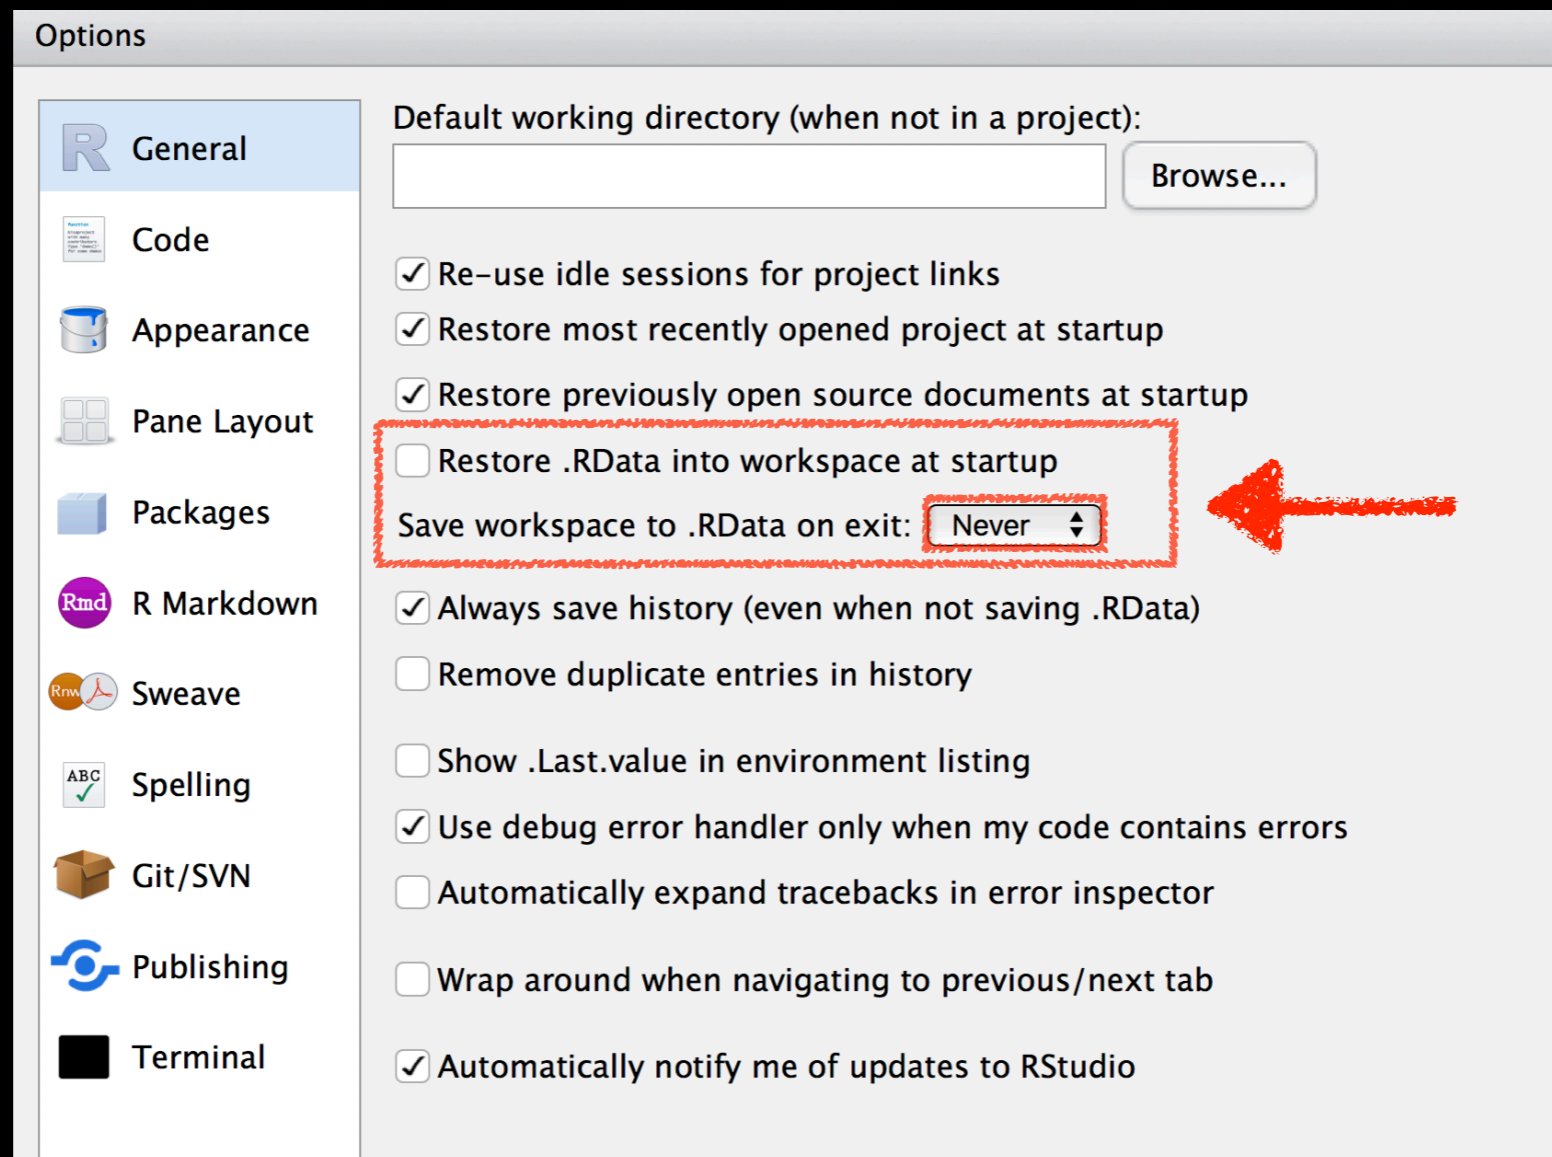 Options
General
Code
Appearance
Pane Layout
Packages
Rmd
R Markdown
Rnw
Sweave
ABC
Spelling
Git/SVN
Publishing
Terminal
Default working directory (when not in a project):
Browse...
Re-use idle sessions for project links
Restore most recently opened project at startup
Restore previously open source documents at startup
Restore .RData into workspace at startup
Save workspace to .RData on exit: Never
Always save history (even when not saving .RData)
Remove duplicate entries in history
Show .Last.value in environment listing
Use debug error handler only when my code contains errors
Automatically expand tracebacks in error inspector
Wrap around when navigating to previous/next tab
Automatically notify me of updates to RStudio